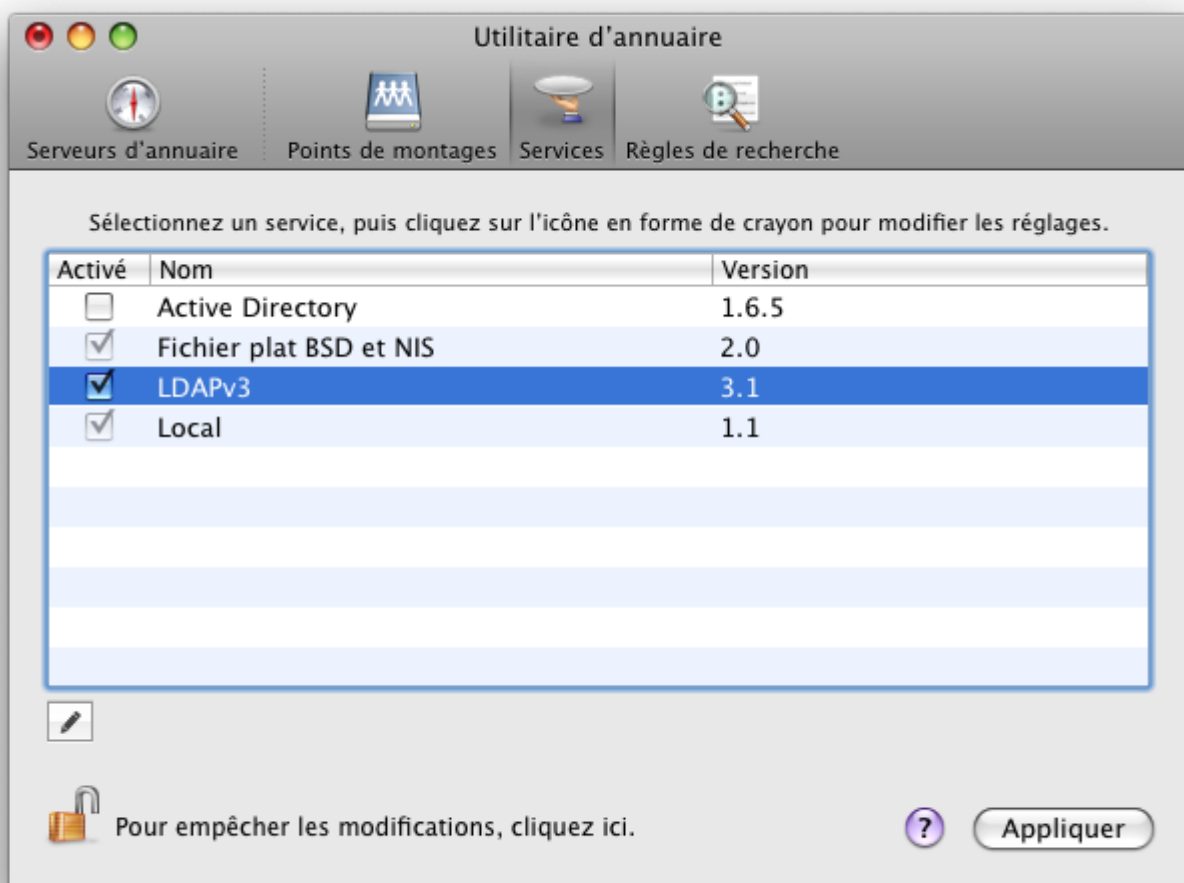 Utilitaire d’annuaire
Serveurs d’annuaire Points de montages Services Règles de recherche
Sélectionnez un service, puis cliquez sur l’icône en forme de crayon pour modifier les réglages.
Activé Nom Version
Active Directory 1.6.5
Fichier plat BSD et NIS 2.0
LDAPv3 3.1
Local 1.1
Pour empêcher les modifications, cliquez ici. ? Appliquer